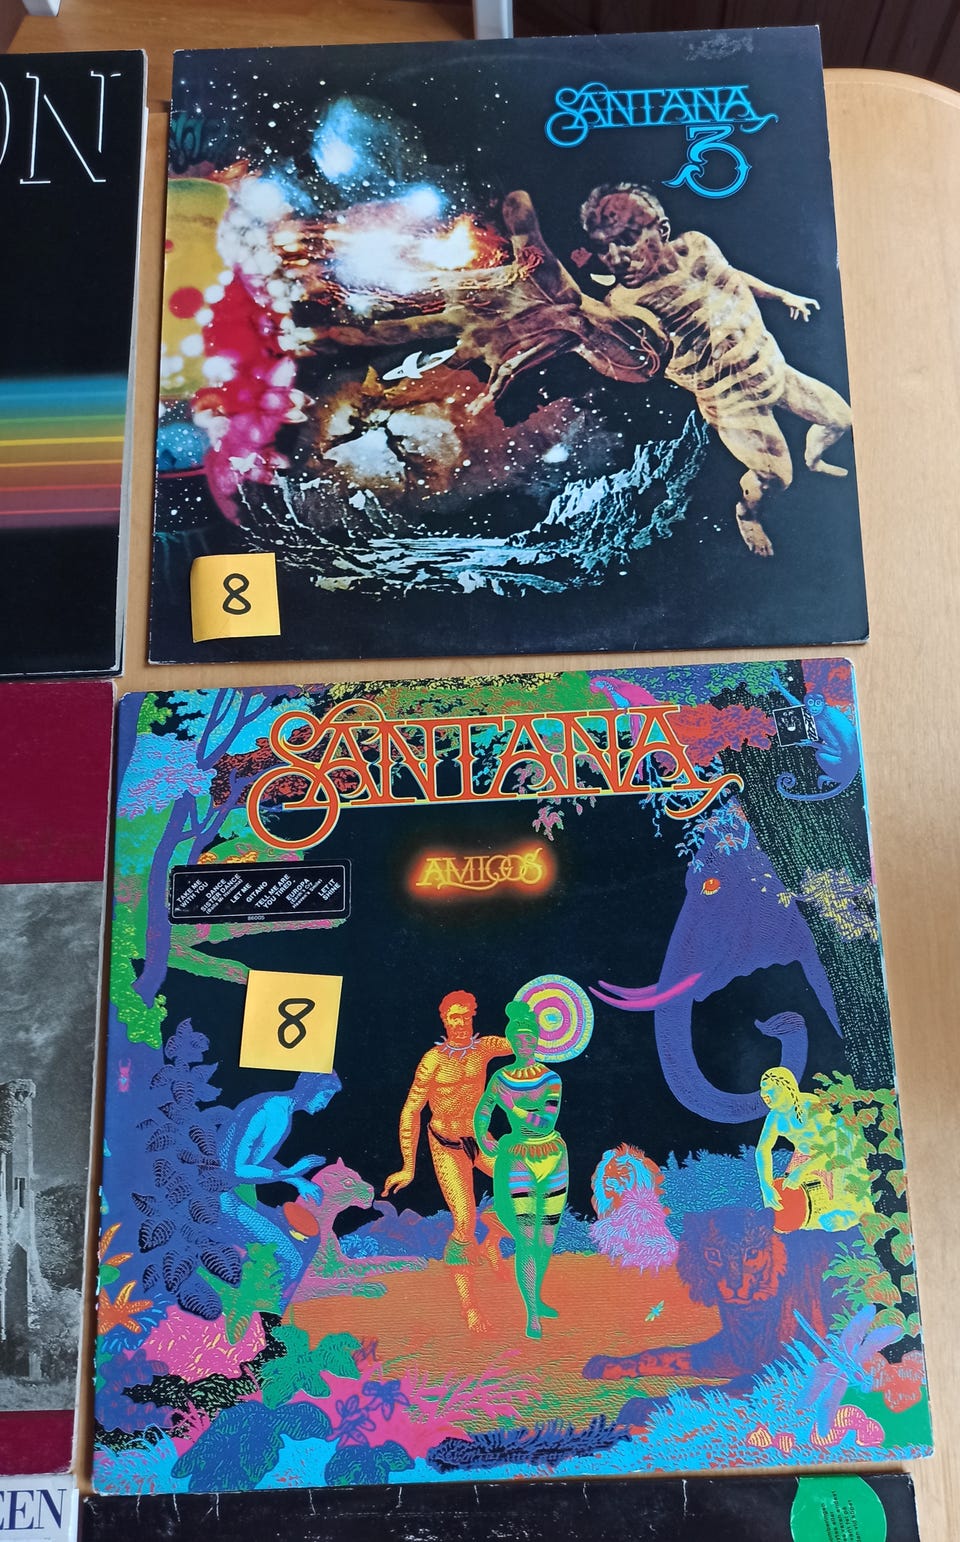 ON
SANTANA
3
8
SANTANA
AMIGOS
TAKE ME
WITH YOU
DANCE
SISTER DANCE
LET ME
GITANO
TELL ME ARE
YOU TIRED
EUROPA
LET IT
SHINE
86005
8
EEN